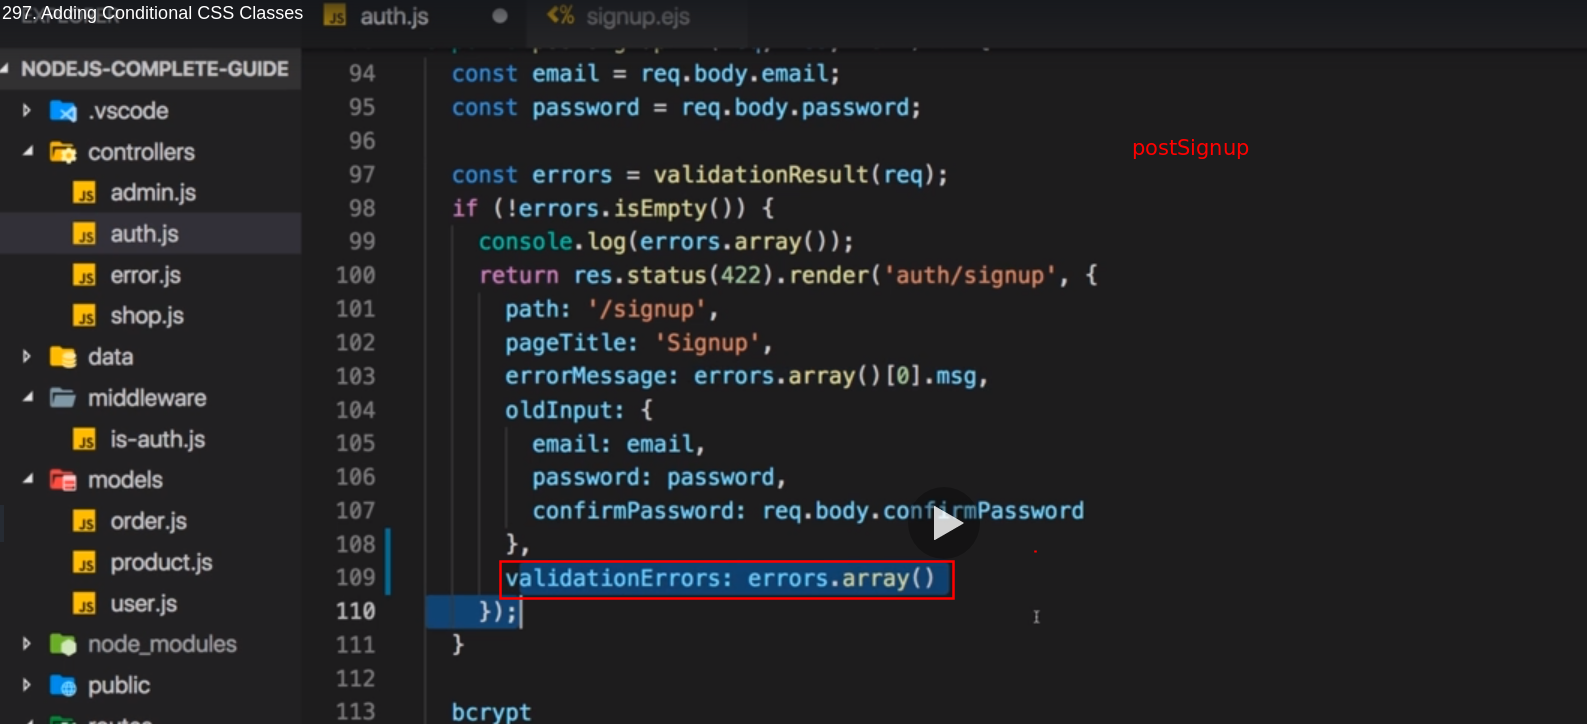 297. Adding Conditional CSS Classes
auth.js
signup.ejs
NODEJS-COMPLETE-GUIDE
.vscode
controllers
admin.js
auth.js
error.js
shop.js
data
middleware
is-auth.js
models
order.js
product.js
user.js
node_modules
public
94 const email = req.body.email;
95 const password = req.body.password;
96
97 const errors = validationResult(req);
98 if (!errors.isEmpty()) {
99 console.log(errors.array());
100 return res.status(422).render('auth/signup', {
101 path: '/signup',
102 pageTitle: 'Signup',
103 errorMessage: errors.array()[0].msg,
104 oldInput: {
105 email: email,
106 password: password,
107 confirmPassword: req.body.confirmPassword
108 },
109 validationErrors: errors.array()
110 });
111 }
112
113 bcrypt
postSignup